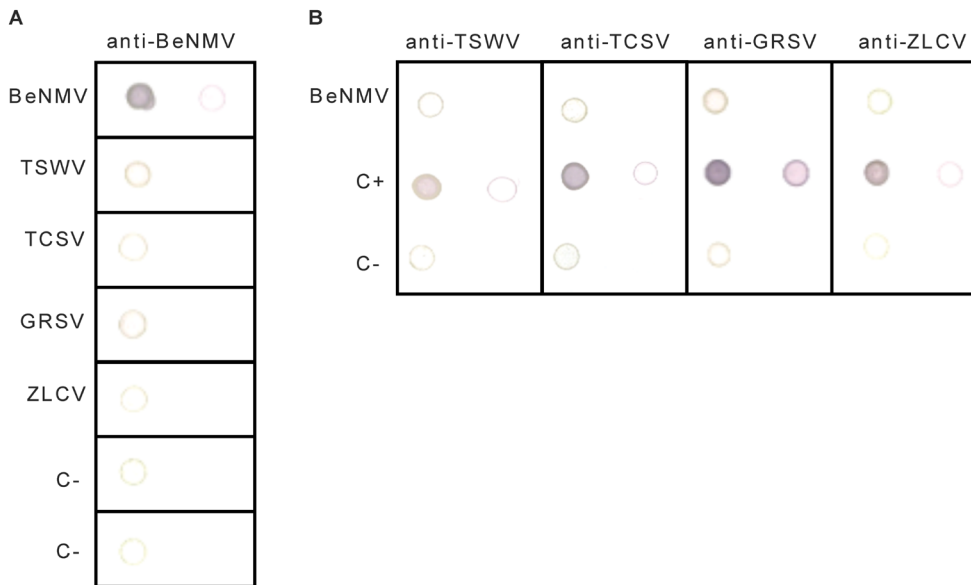 A
anti-BeNMV
BeNMV
TSWV
TCSV
GRSV
ZLCV
C-
C-
B
anti-TSWV anti-TCSV anti-GRSV anti-ZLCV
BeNMV
C+
C-